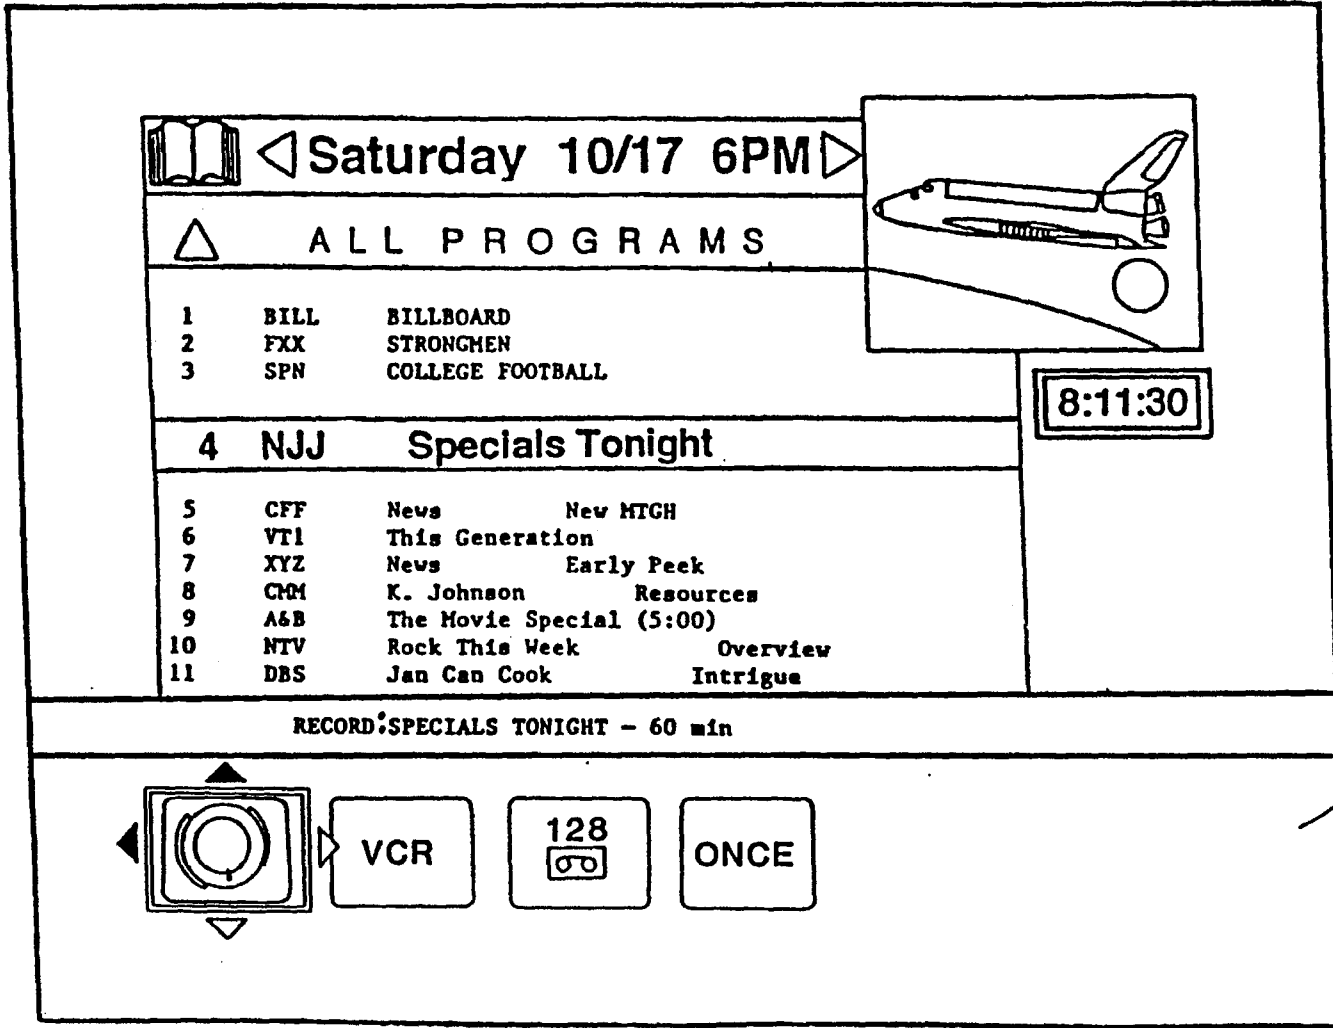 Saturday 10/17 6PM
ALL PROGRAMS
1 BILL BILLBOARD
2 FXX STRONGMEN
3 SPN COLLEGE FOOTBALL
8:11:30
4 NJJ Specials Tonight
5 CFF News New MTGH
6 VT1 This Generation
7 XYZ News Early Peek
8 CMM K. Johnson Resources
9 A&B The Movie Special (5:00)
10 NTV Rock This Week Overview
11 DBS Jan Can Cook Intrigue
RECORD:SPECIALS TONIGHT - 60 min
VCR 128 ONCE